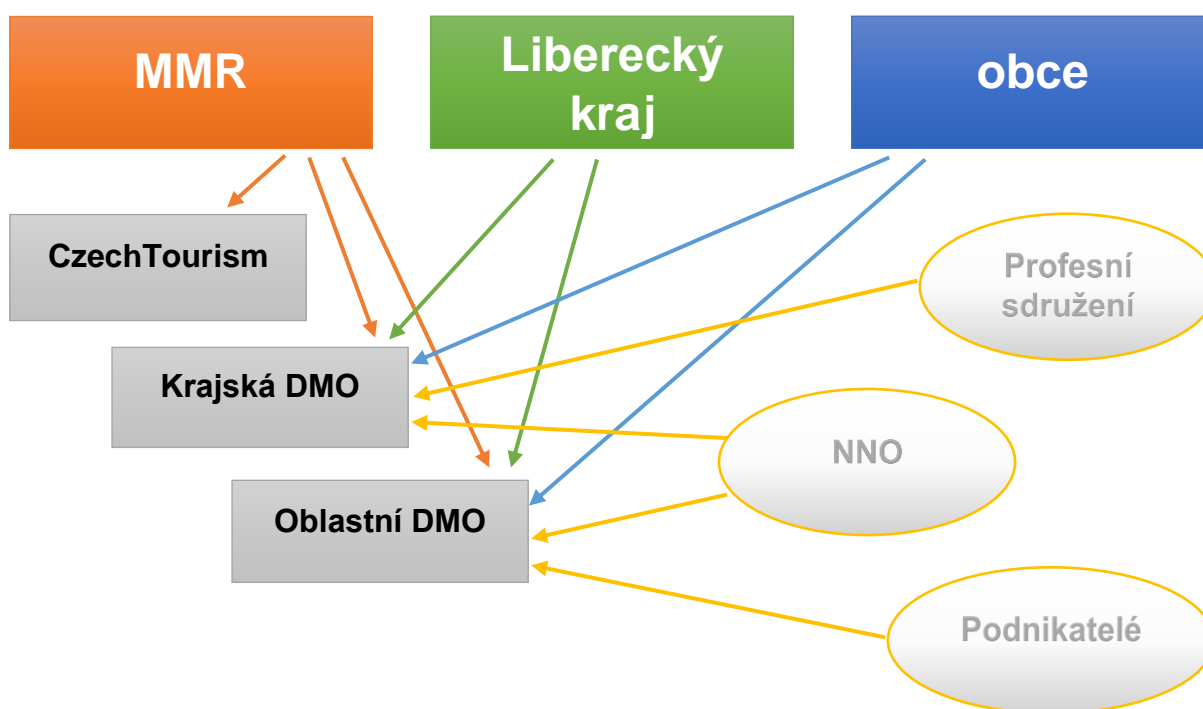 MMR
Liberecký
kraj
obce
CzechTourism
Profesní
sdružení
Krajská DMO
NNO
Oblastní DMO
Podnikatelé